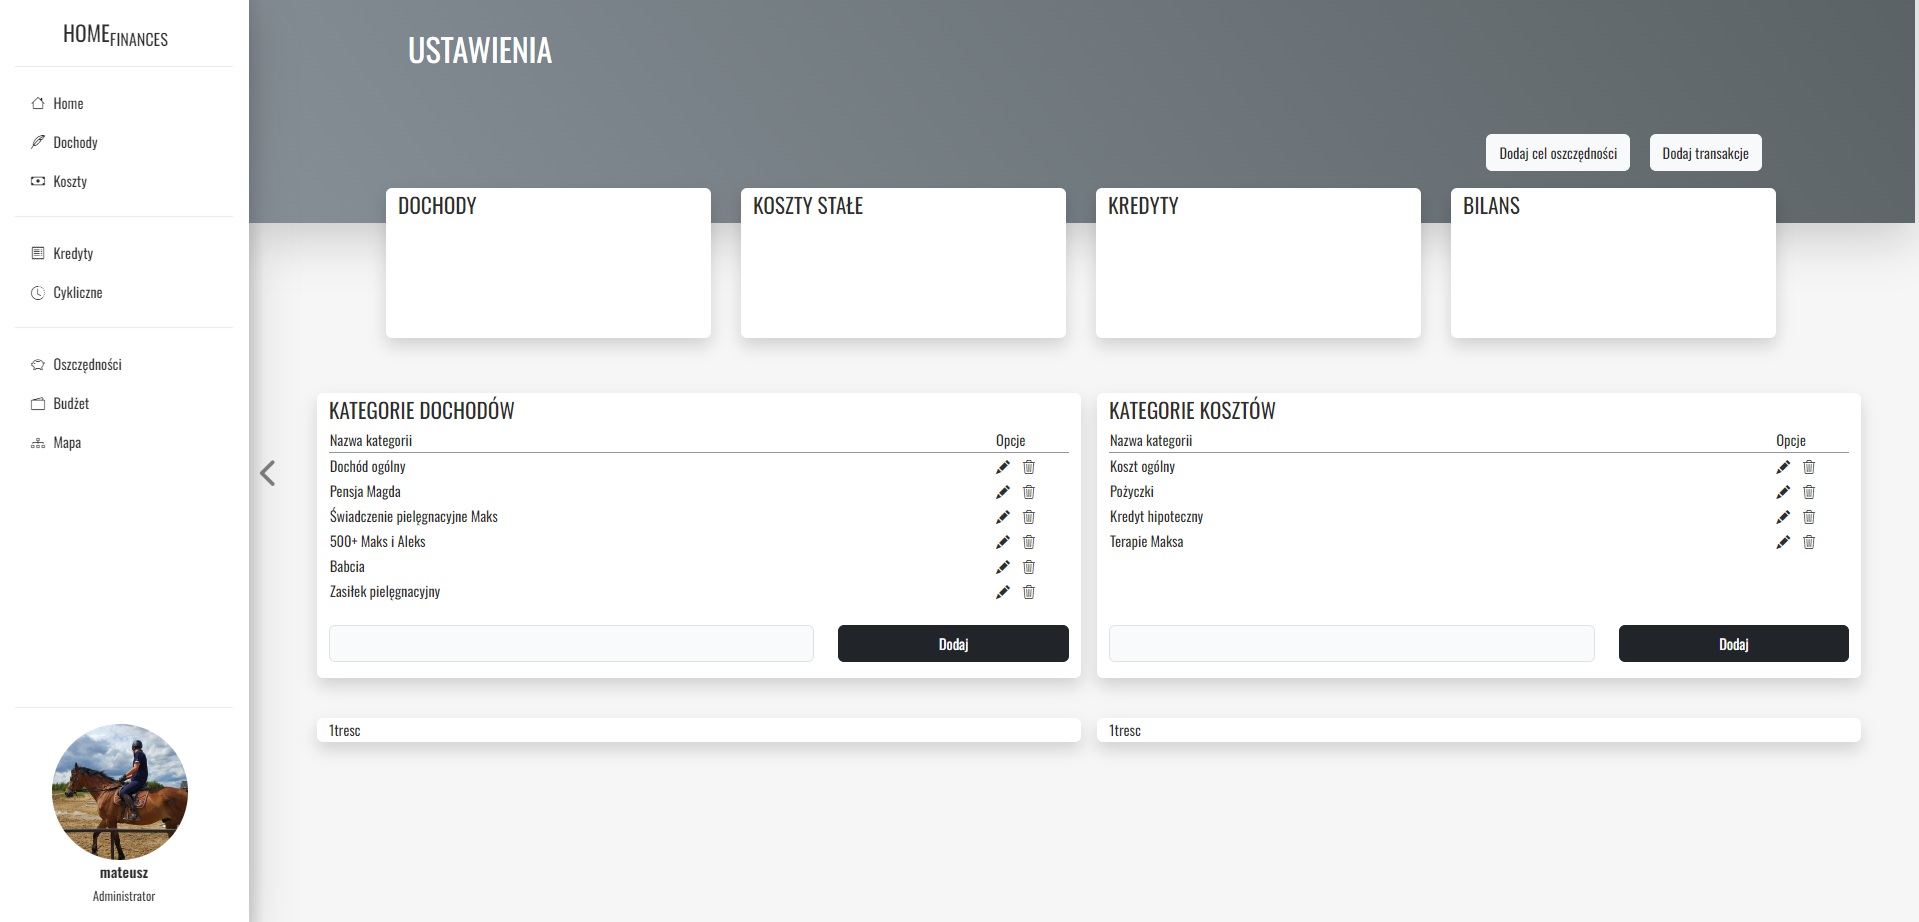 HOMEFINANCES
Home
Dochody
Koszty
Kredyty
Cykliczne
Oszczędności
Budżet
Mapa
mateusz
Administrator
USTAWIENIA
Dodaj cel oszczędności
Dodaj transakcje
DOCHODY
KOSZTY STAŁE
KREDYTY
BILANS
KATEGORIE DOCHODÓW
Nazwa kategorii Opcje
Dochód ogólny
Pensja Magda
Świadczenie pielęgnacyjne Maks
500+ Maks i Aleks
Babcia
Zasiłek pielęgnacyjny
Dodaj
KATEGORIE KOSZTÓW
Nazwa kategorii Opcje
Koszt ogólny
Pożyczki
Kredyt hipoteczny
Terapie Maksa
Dodaj
1tresc
1tresc